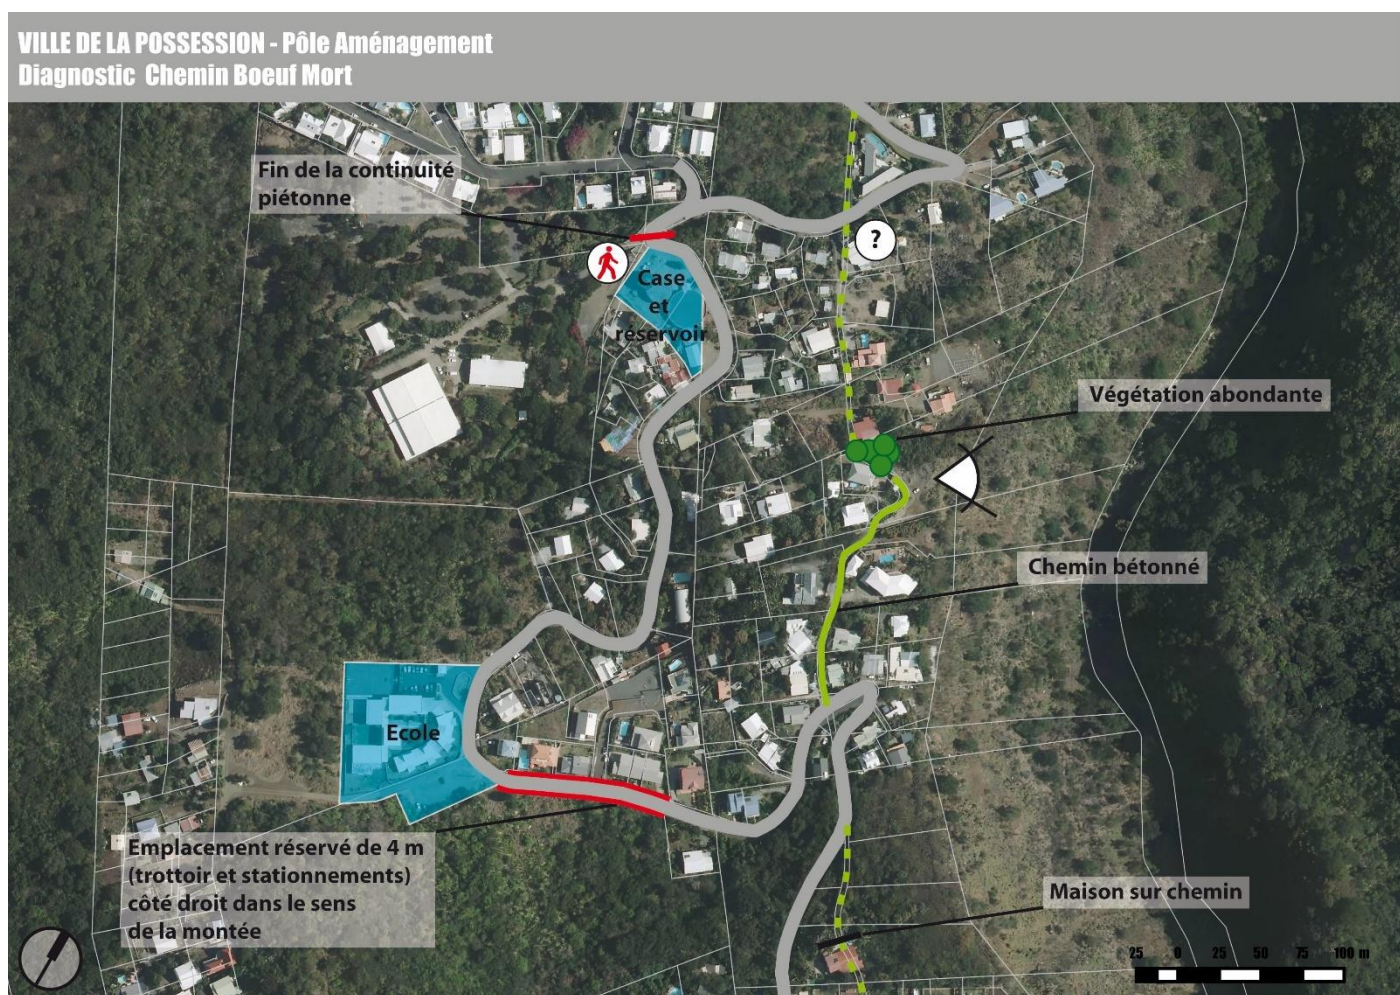 VILLE DE LA POSSESSION - Pôle Aménagement
Diagnostic Chemin Boeuf Mort
Fin de la continuité
piétonne
?
Case
et
réservoir
Végétation abondante
Chemin bétonné
Ecole
Emplacement réservé de 4 m
(trottoir et stationnements)
côté droit dans le sens
de la montée
Maison sur chemin
25 0 25 50 75 100 m